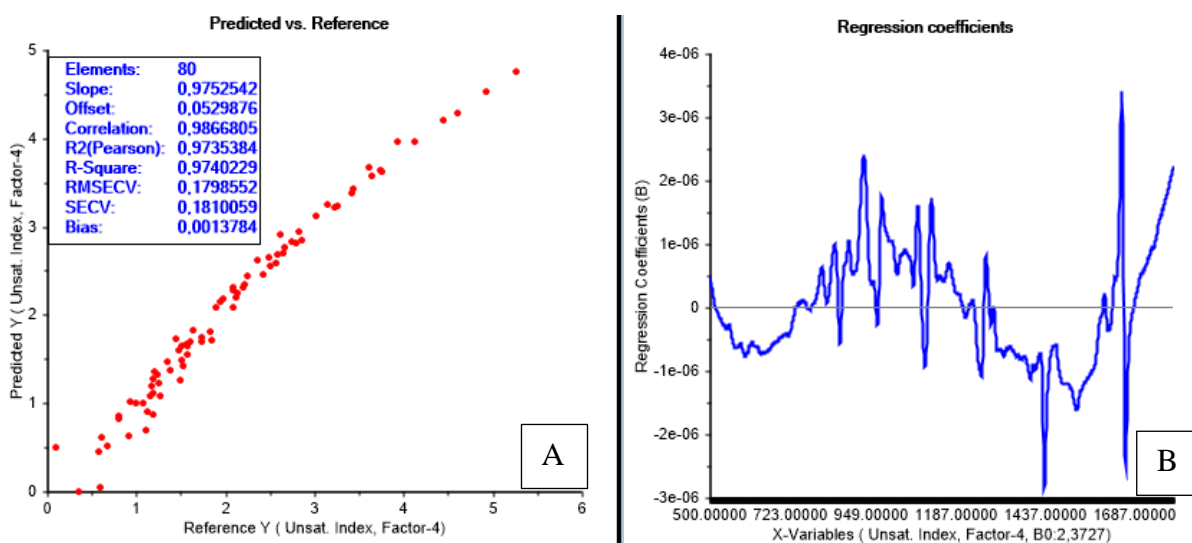 Predicted vs. Reference
Elements: 80
Slope: 0,9752542
Offset: 0,0529876
Correlation: 0,9866805
R2(Pearson): 0,9735384
R-Square: 0,9740229
RMSECV: 0,1798552
SECV: 0,1810059
Bias: 0,0013784
Predicted Y ( Unsat. Index, Factor-4)
5
4
3
2
1
0
0 1 2 3 4 5 6
Reference Y ( Unsat. Index, Factor-4)
A
Regression coefficients
Regression Coefficients (B)
4e-06
3e-06
2e-06
1e-06
0
-1e-06
-2e-06
-3e-06
500.00000 723.00000 949.00000 1187.00000 1437.00000 1687.00000
X-Variables ( Unsat. Index, Factor-4, B0:2,3727)
B